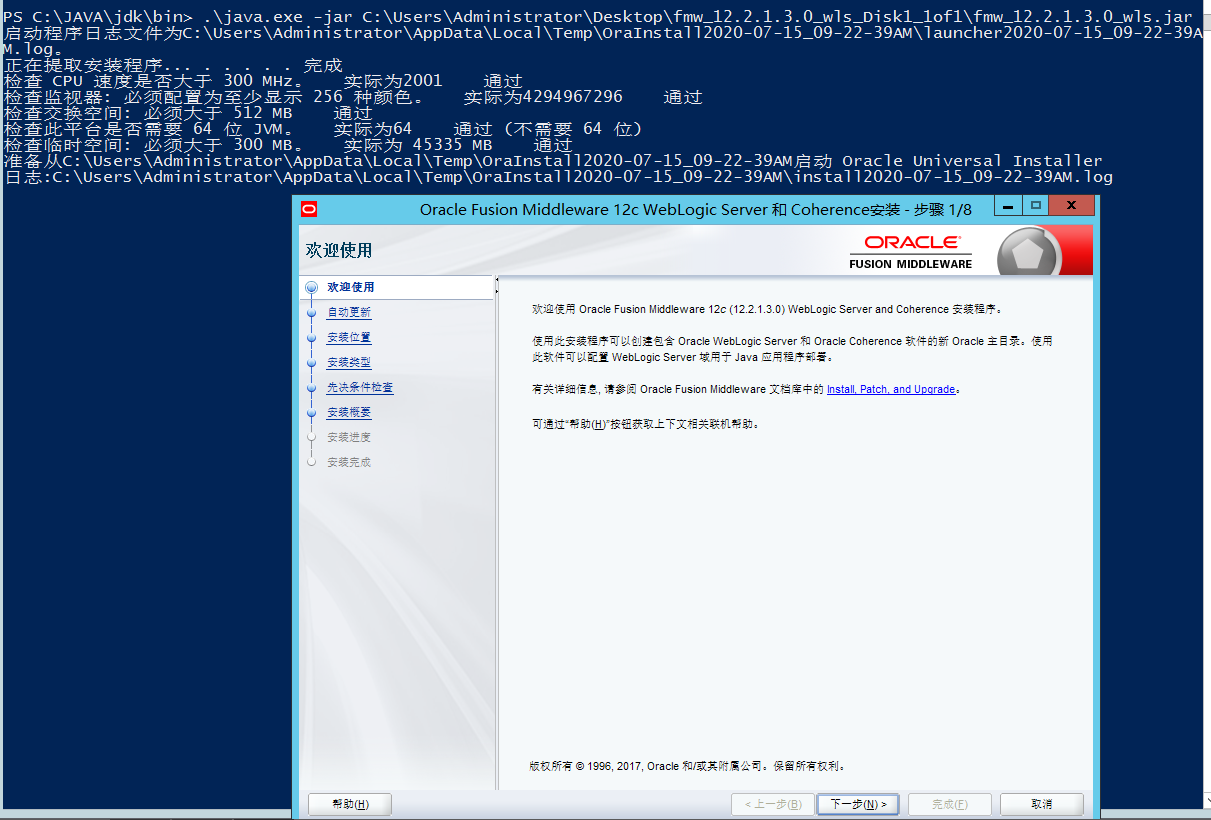 PS C:\JAVA\jdk\bin> .\java.exe -jar C:\Users\Administrator\Desktop\fmw_12.2.1.3.0_wls_Disk1_1of1\fmw_12.2.1.3.0_wls.jar
启动程序日志文件为C:\Users\Administrator\AppData\Local\Temp\OraInstall2020-07-15_09-22-39AM\launcher2020-07-15_09-22-39A
M.log。
正在提取安装程序... . . . . . . 完成
检查 CPU 速度是否大于 300 MHz。 实际为2001 通过
检查监视器: 必须配置为至少显示 256 种颜色。 实际为4294967296 通过
检查交换空间: 必须大于 512 MB 通过
检查此平台是否需要 64 位 JVM。 实际为64 通过 (不需要 64 位)
检查临时空间: 必须大于 300 MB。 实际为 45335 MB 通过
准备从C:\Users\Administrator\AppData\Local\Temp\OraInstall2020-07-15_09-22-39AM启动 Oracle Universal Installer
日志:C:\Users\Administrator\AppData\Local\Temp\OraInstall2020-07-15_09-22-39AM\install2020-07-15_09-22-39AM.log
Oracle Fusion Middleware 12c WebLogic Server 和 Coherence安装 - 步骤 1/8
欢迎使用
ORACLE®
FUSION MIDDLEWARE
欢迎使用
自动更新
安装位置
安装类型
先决条件检查
安装概要
安装进度
安装完成
欢迎使用 Oracle Fusion Middleware 12c (12.2.1.3.0) WebLogic Server and Coherence 安装程序。
使用此安装程序可以创建包含 Oracle WebLogic Server 和 Oracle Coherence 软件的新 Oracle 主目录。使用
此软件可以配置 WebLogic Server 域用于 Java 应用程序部署。
有关详细信息, 请参阅 Oracle Fusion Middleware 文档库中的 Install, Patch, and Upgrade。
可通过“帮助(H)”按钮获取上下文相关联机帮助。
版权所有 © 1996, 2017, Oracle 和/或其附属公司。保留所有权利。
帮助(H)
< 上一步(B)
下一步(N) >
完成(F)
取消